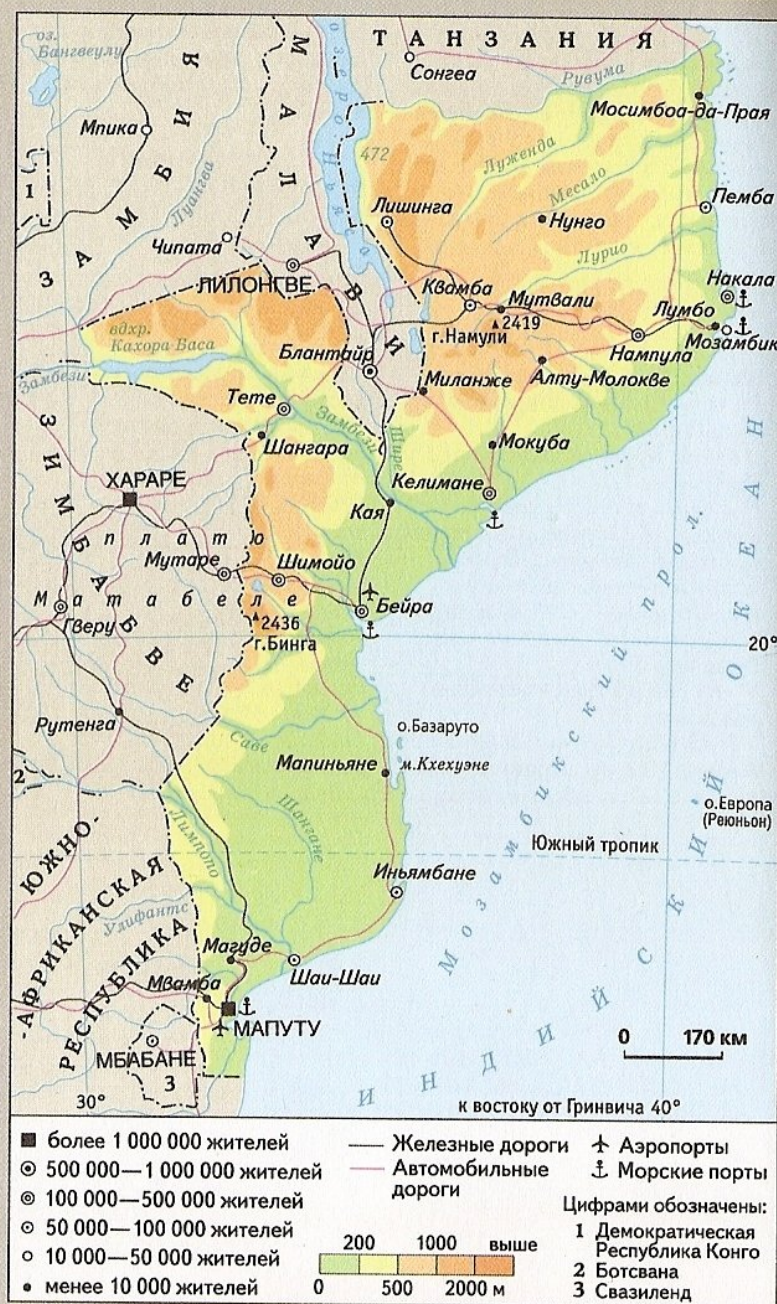 оз.
Бангвеулу
ТАНЗАНИЯ
Сонгеа
Рувума
Мосимбоа-да-Прая
Мпика
ЗАМБИЯ
МАЛАВИ
озеро Ньяса
472
Луженда
Месало
1
Луангва
Лишинга
Нунго
Пемба
Чипата
Лурио
ЛИЛОНГВЕ
Накала
Квамба
Мутвали
Лумбо
2419
г.Намули
Мозамбик
Нампула
вдхр.
Кахора-Васа
Блантайр
Замбези
Миланже
Алту-Молокве
Тете
Замбези
Шире
Шангара
Мокуба
ЗИМБАБВЕ
ХАРАРЕ
Келимане
Кая
плато
Матабеле
Мутаре
Шимойо
Гверу
Бейра
2436
г.Бинга
20°
Рутенга
Саве
о.Базаруто
Мапиньяне
м.Кхехуэне
2
Лимпопо
Шангане
о.Европа
(Реюньон)
Южный тропик
Мозамбикский прол.
ИНДИЙСКИЙ ОКЕАН
Иньямбане
ЮЖНО-
-АФРИКАНСКАЯ
РЕСПУБЛИКА
Улифантс
Магуде
Шаи-Шаи
Мвамба
МАПУТУ
МБАБАНЕ
3
0 170 км
30°
к востоку от Гринвича 40°
более 1 000 000 жителей
500 000—1 000 000 жителей
100 000—500 000 жителей
50 000—100 000 жителей
10 000—50 000 жителей
менее 10 000 жителей
Железные дороги
Автомобильные
дороги
200 1000 выше
0 500 2000 м
Аэропорты
Морские порты
Цифрами обозначены:
1 Демократическая
Республика Конго
2 Ботсвана
3 Свазиленд